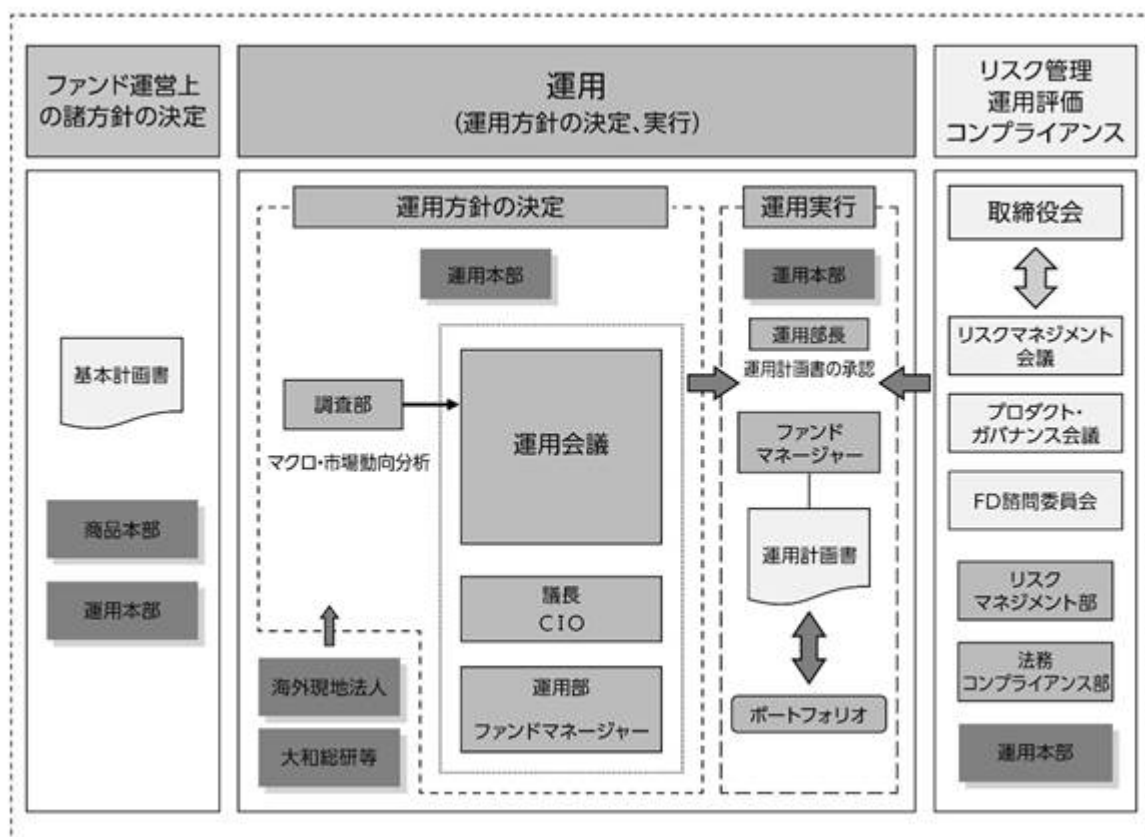 ファンド運営上
の諸方針の決定
基本計画書
商品本部
運用本部
運用
(運用方針の決定、実行)
運用方針の決定
運用本部
調査部
マクロ・市場動向分析
運用会議
議長
CIO
運用部
ファンドマネージャー
海外現地法人
大和総研等
運用実行
運用本部
運用部長
運用計画書の承認
ファンド
マネージャー
運用計画書
ポートフォリオ
リスク管理
運用評価
コンプライアンス
取締役会
リスクマネジメント
会議
プロダクト・
ガバナンス会議
FD諮問委員会
リスク
マネジメント部
法務
コンプライアンス部
運用本部